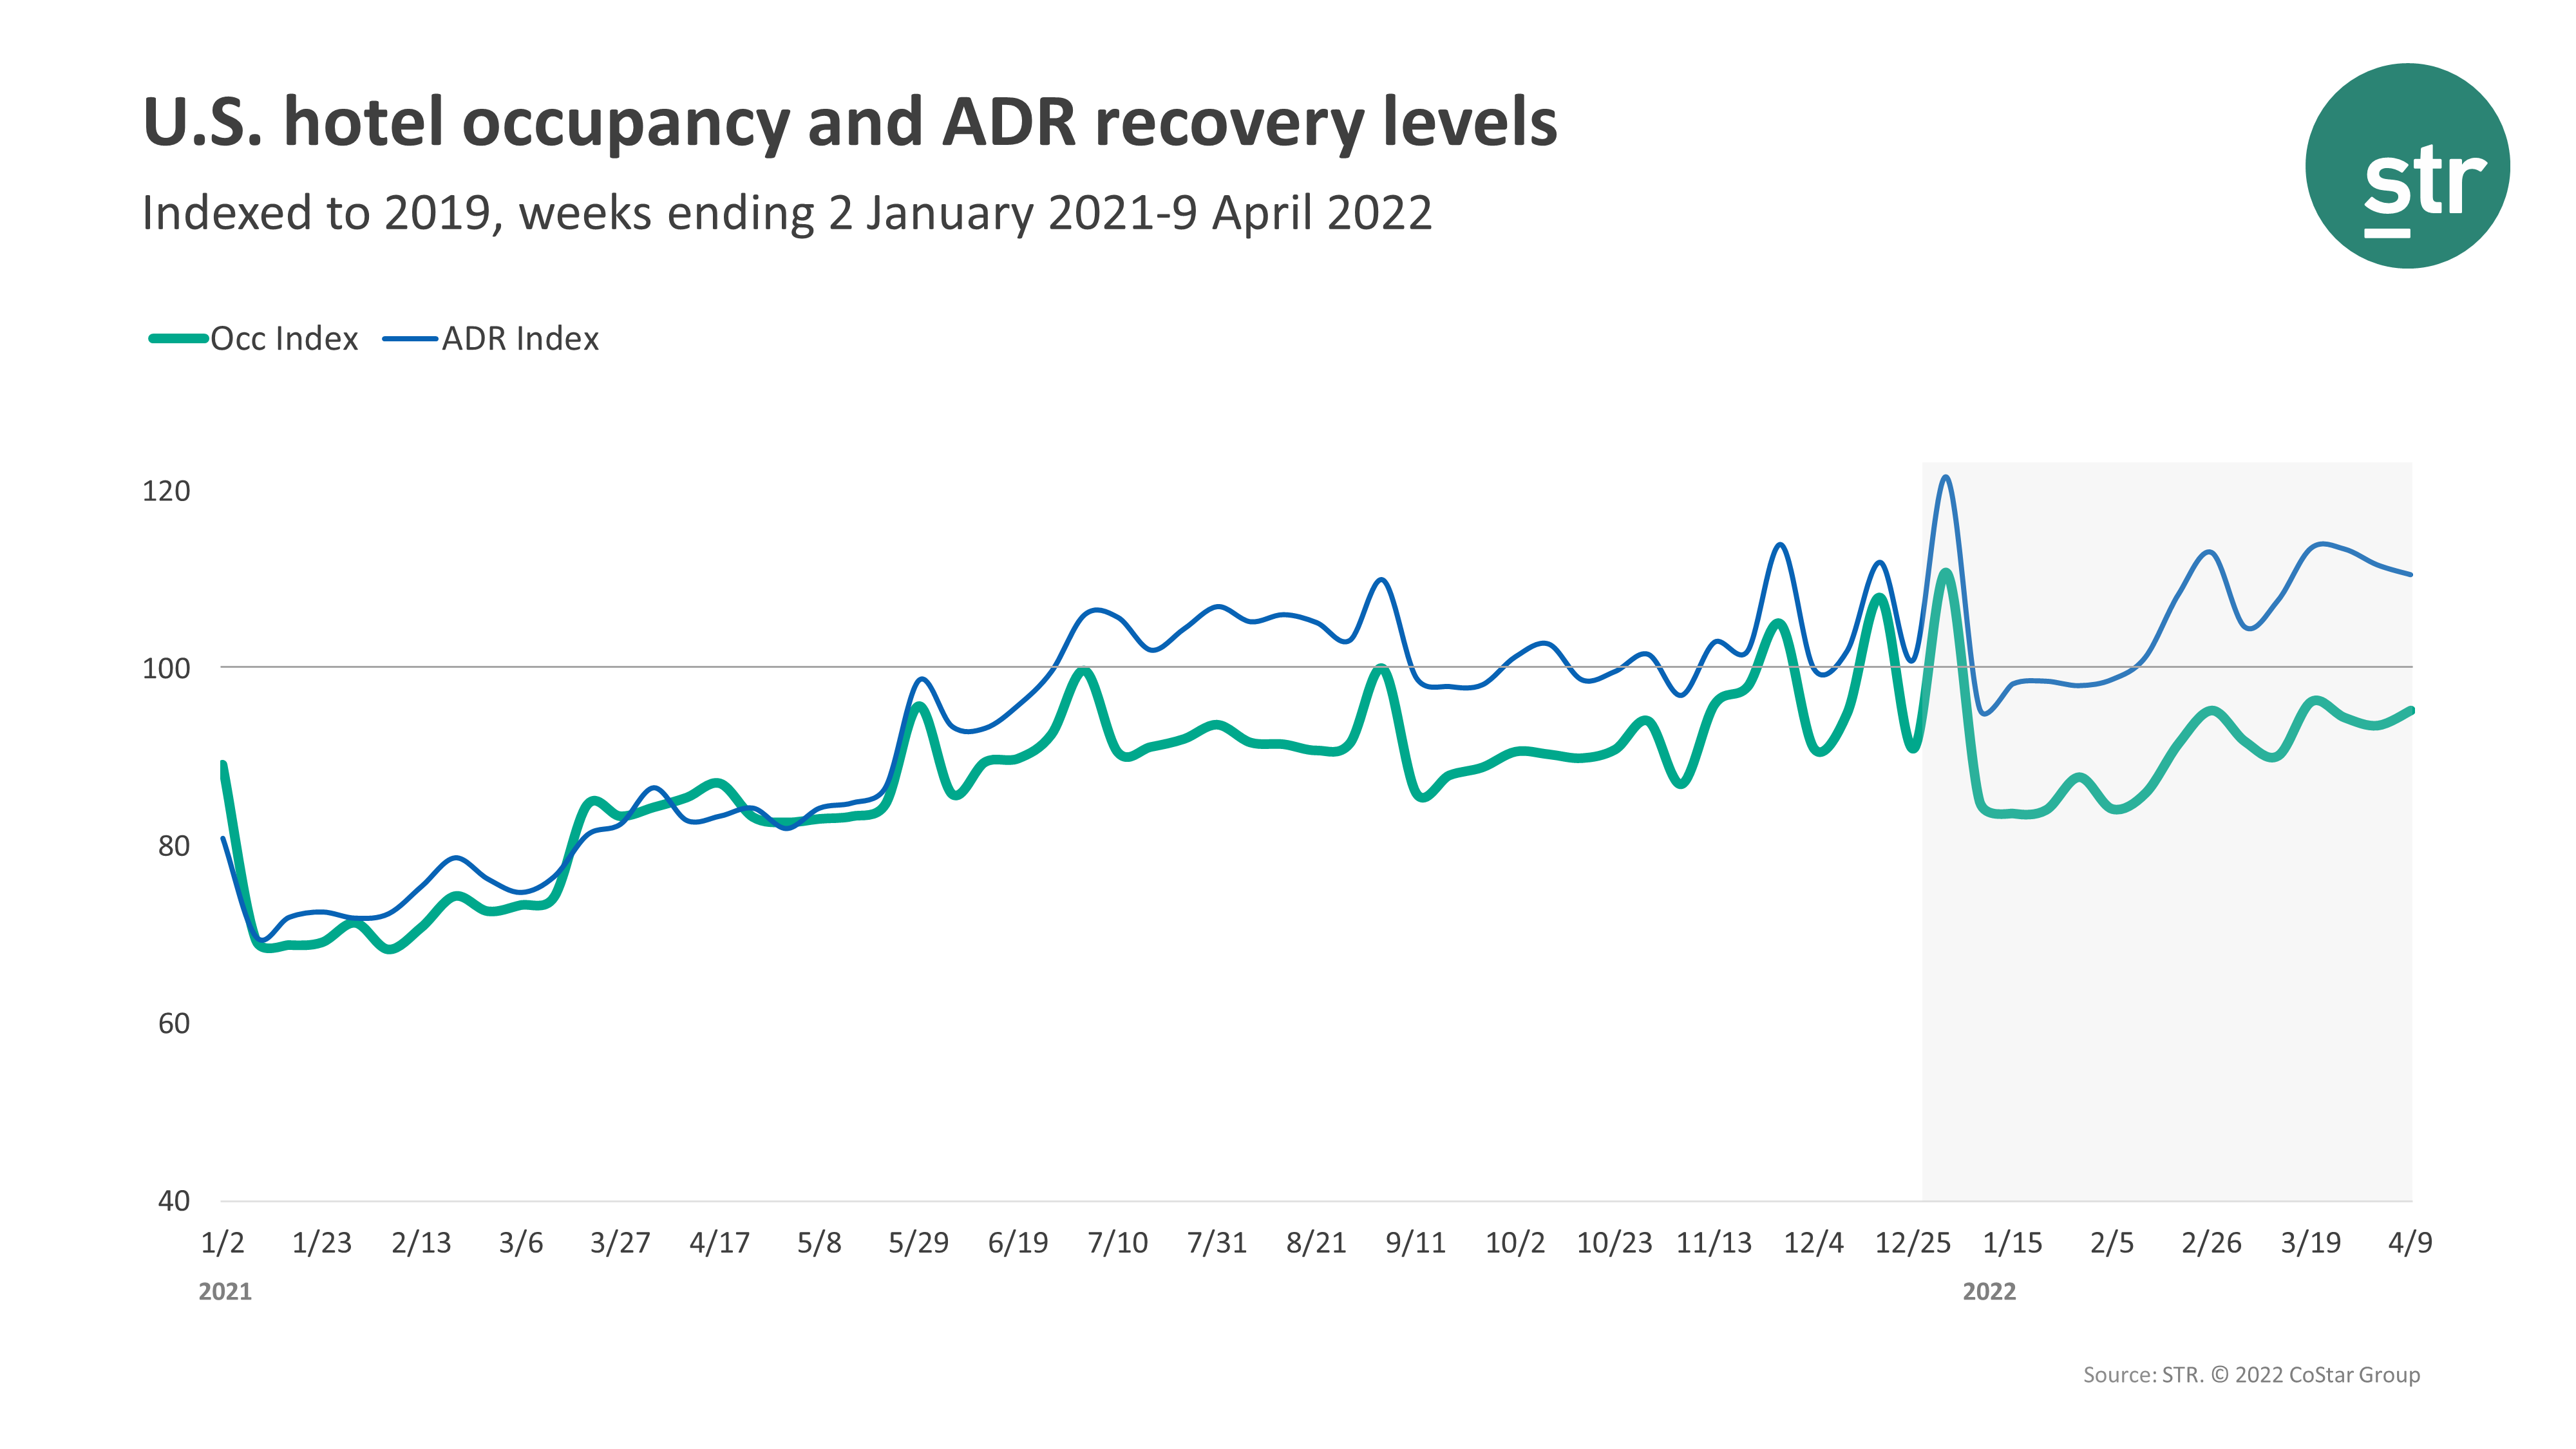 U.S. hotel occupancy and ADR recovery levels
Indexed to 2019, weeks ending 2 January 2021-9 April 2022
str
Occ Index ADR Index
120
100
80
60
40
1/2 1/23 2/13 3/6 3/27 4/17 5/8 5/29 6/19 7/10 7/31 8/21 9/11 10/2 10/23 11/13 12/4 12/25 1/15 2/5 2/26 3/19 4/9
2021 2022
Source: STR. © 2022 CoStar Group